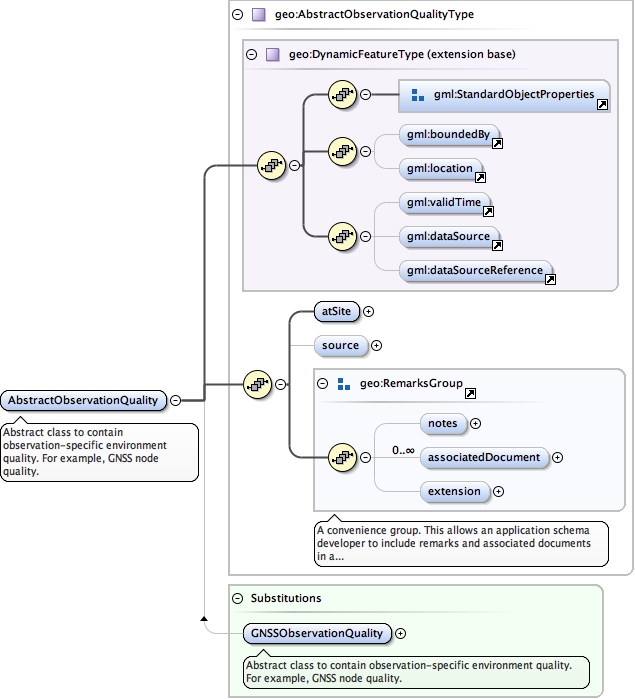 geo:AbstractObservationQualityType
geo:DynamicFeatureType (extension base)
gml:StandardObjectProperties
gml:boundedBy
gml:location
gml:validTime
gml:dataSource
gml:dataSourceReference
atSite
source
geo:RemarksGroup
AbstractObservationQuality
Abstract class to contain
observation-specific environment
quality. For example, GNSS node
quality.
notes
0..∞
associatedDocument
extension
A convenience group. This allows an application schema
developer to include remarks and associated documents
in a...
Substitutions
GNSSObservationQuality
Abstract class to contain observation-specific environment quality.
For example, GNSS node quality.